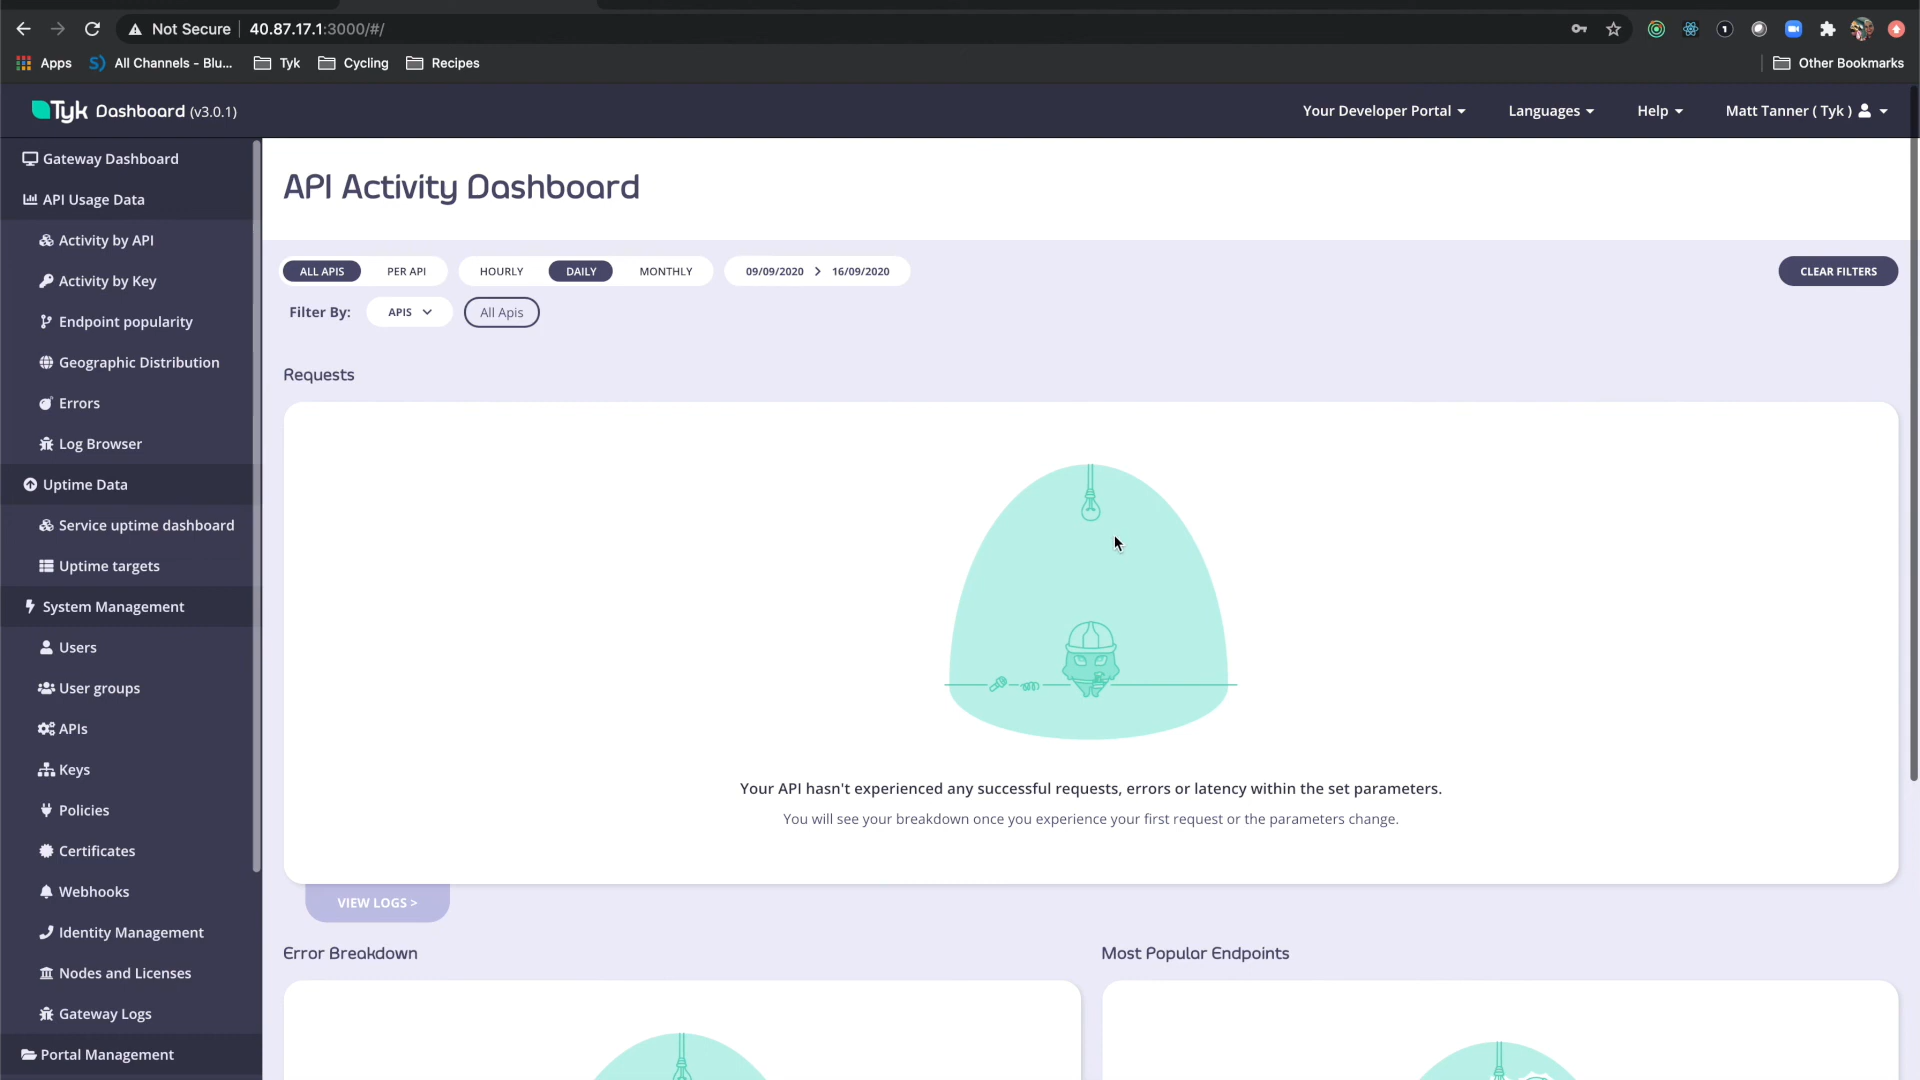 Not Secure 40.87.17.1:3000/#/
Apps All Channels - Blu... Tyk Cycling Recipes Other Bookmarks
Tyk Dashboard (v3.0.1) Your Developer Portal Languages Help Matt Tanner ( Tyk )
Gateway Dashboard
API Usage Data
Activity by API
Activity by Key
Endpoint popularity
Geographic Distribution
Errors
Log Browser
Uptime Data
Service uptime dashboard
Uptime targets
System Management
Users
User groups
APIs
Keys
Policies
Certificates
Webhooks
Identity Management
Nodes and Licenses
Gateway Logs
Portal Management
API Activity Dashboard
ALL APIS PER API HOURLY DAILY MONTHLY 09/09/2020 > 16/09/2020 CLEAR FILTERS
Filter By: APIS All Apis
Requests
Your API hasn't experienced any successful requests, errors or latency within the set parameters.
You will see your breakdown once you experience your first request or the parameters change.
VIEW LOGS >
Error Breakdown Most Popular Endpoints